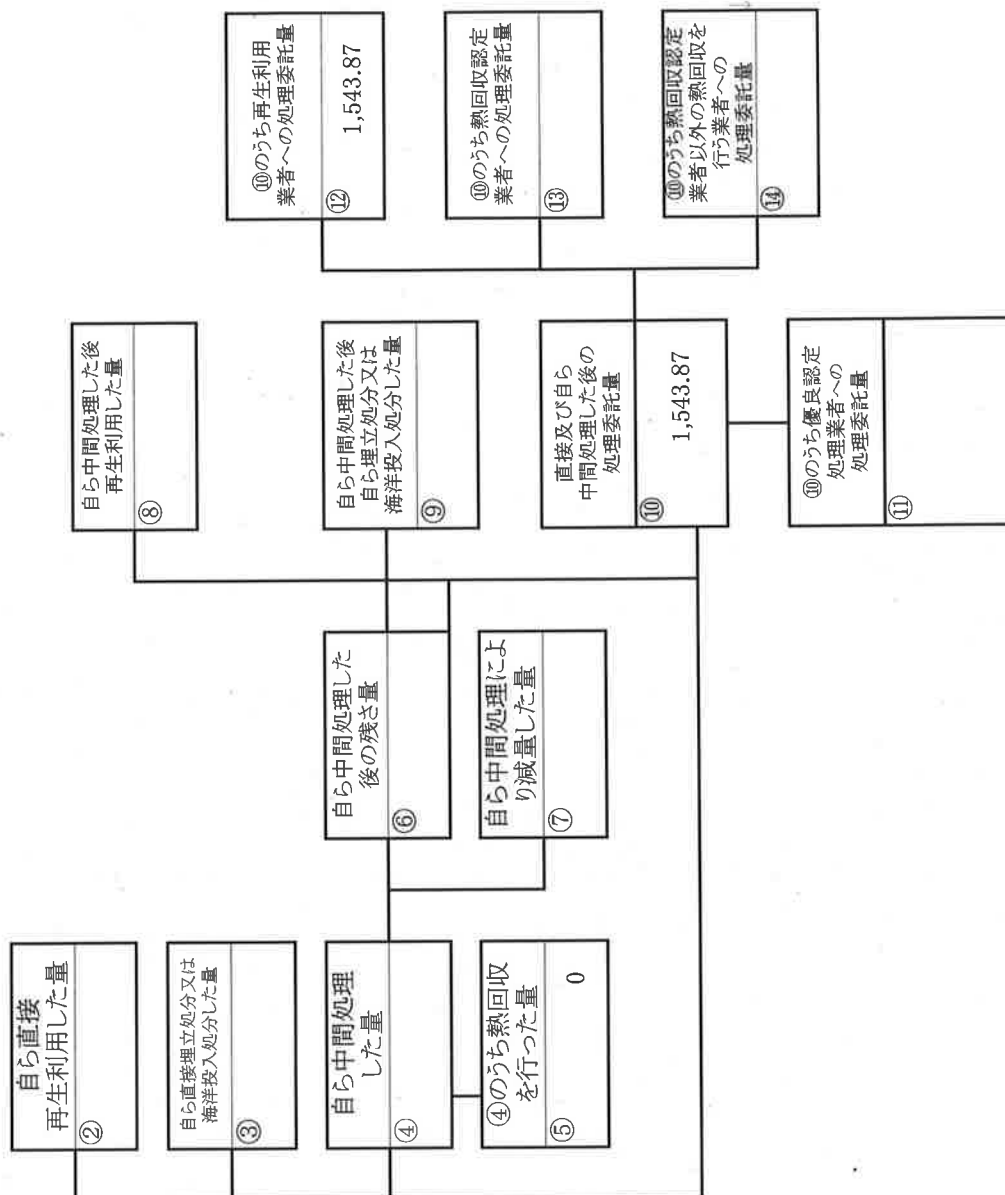 自ら直接
再生利用した量
②
自ら直接埋立処分又は
海洋投入処分した量
③
自ら中間処理
した量
④
④のうち熱回収
を行った量
⑤
0
自ら中間処理した
後の残さ量
⑥
自ら中間処理によ
り減量した量
⑦
自ら中間処理した後
再生利用した量
⑧
自ら中間処理した後
自ら埋立処分又は
海洋投入処分した量
⑨
直接及び自ら
中間処理した後の
処理委託量
⑩
1,543.87
⑩のうち優良認定
処理業者への
処理委託量
⑪
⑩のうち再生利用
業者への処理委託量
⑫
1,543.87
⑩のうち熱回収認定
業者への処理委託量
⑬
⑩のうち熱回収認定
業者以外の熱回収を
行う業者への
処理委託量
⑭